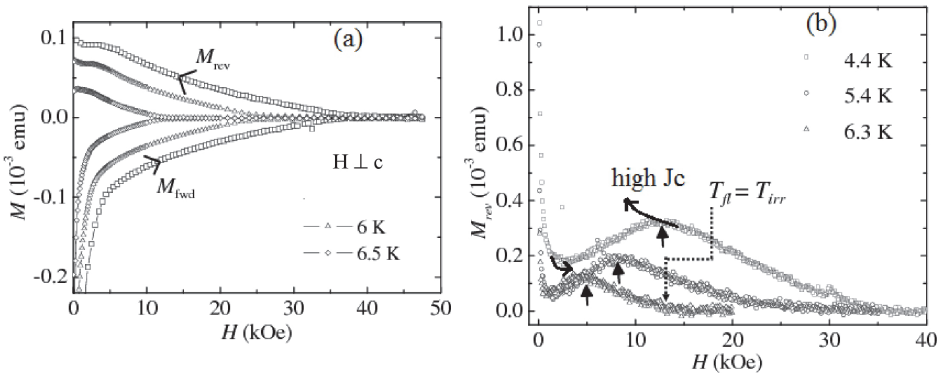 (a)
0.1
0.0
-0.1
-0.2
M (10⁻³ emu)
M_rev
M_fwd
H ⊥ c
6 K
6.5 K
0 10 20 30 40 50
H (kOe)
(b)
1.0
0.8
0.6
0.4
0.2
0.0
M_rev (10⁻³ emu)
4.4 K
5.4 K
6.3 K
high Jc
T_fl = T_irr
0 10 20 30 40
H (kOe)